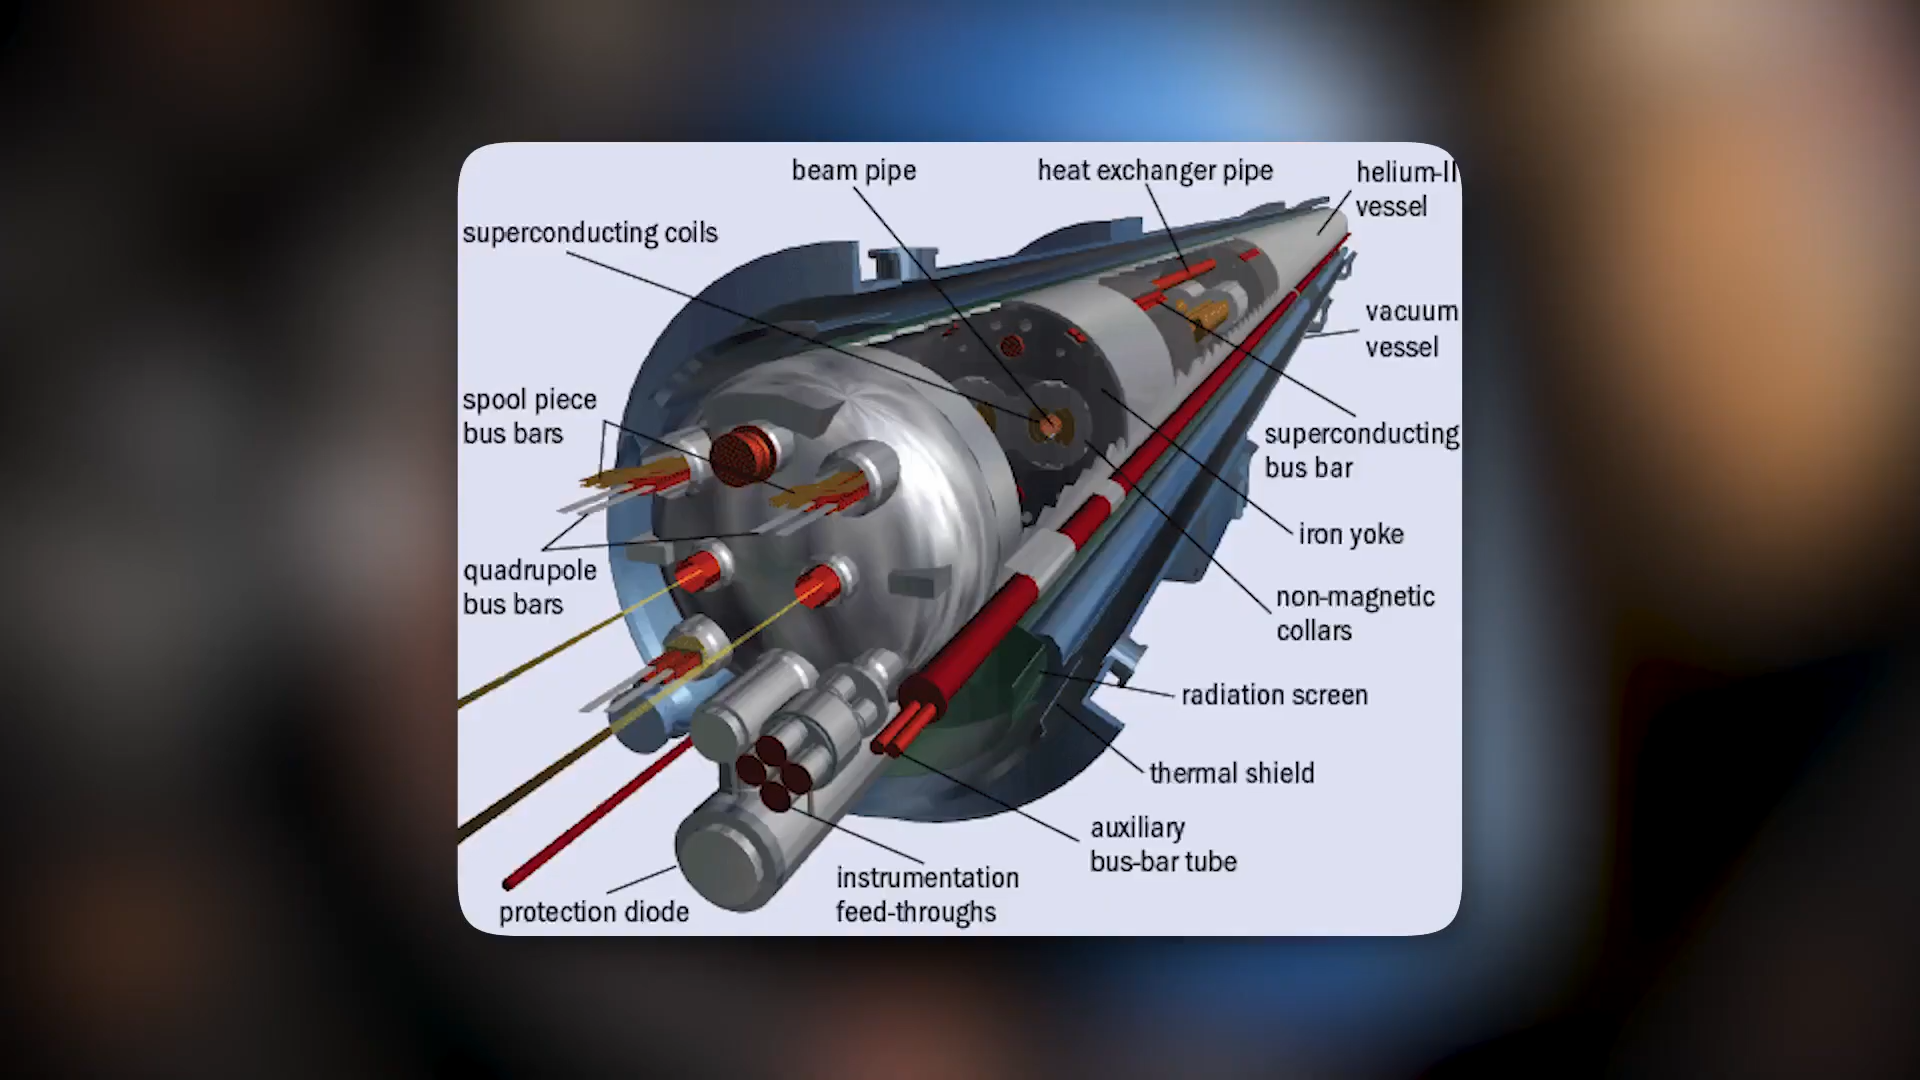 beam pipe
heat exchanger pipe
helium-II
vessel
superconducting coils
vacuum
vessel
spool piece
bus bars
superconducting
bus bar
iron yoke
quadrupole
bus bars
non-magnetic
collars
radiation screen
thermal shield
auxiliary
bus-bar tube
instrumentation
feed-throughs
protection diode